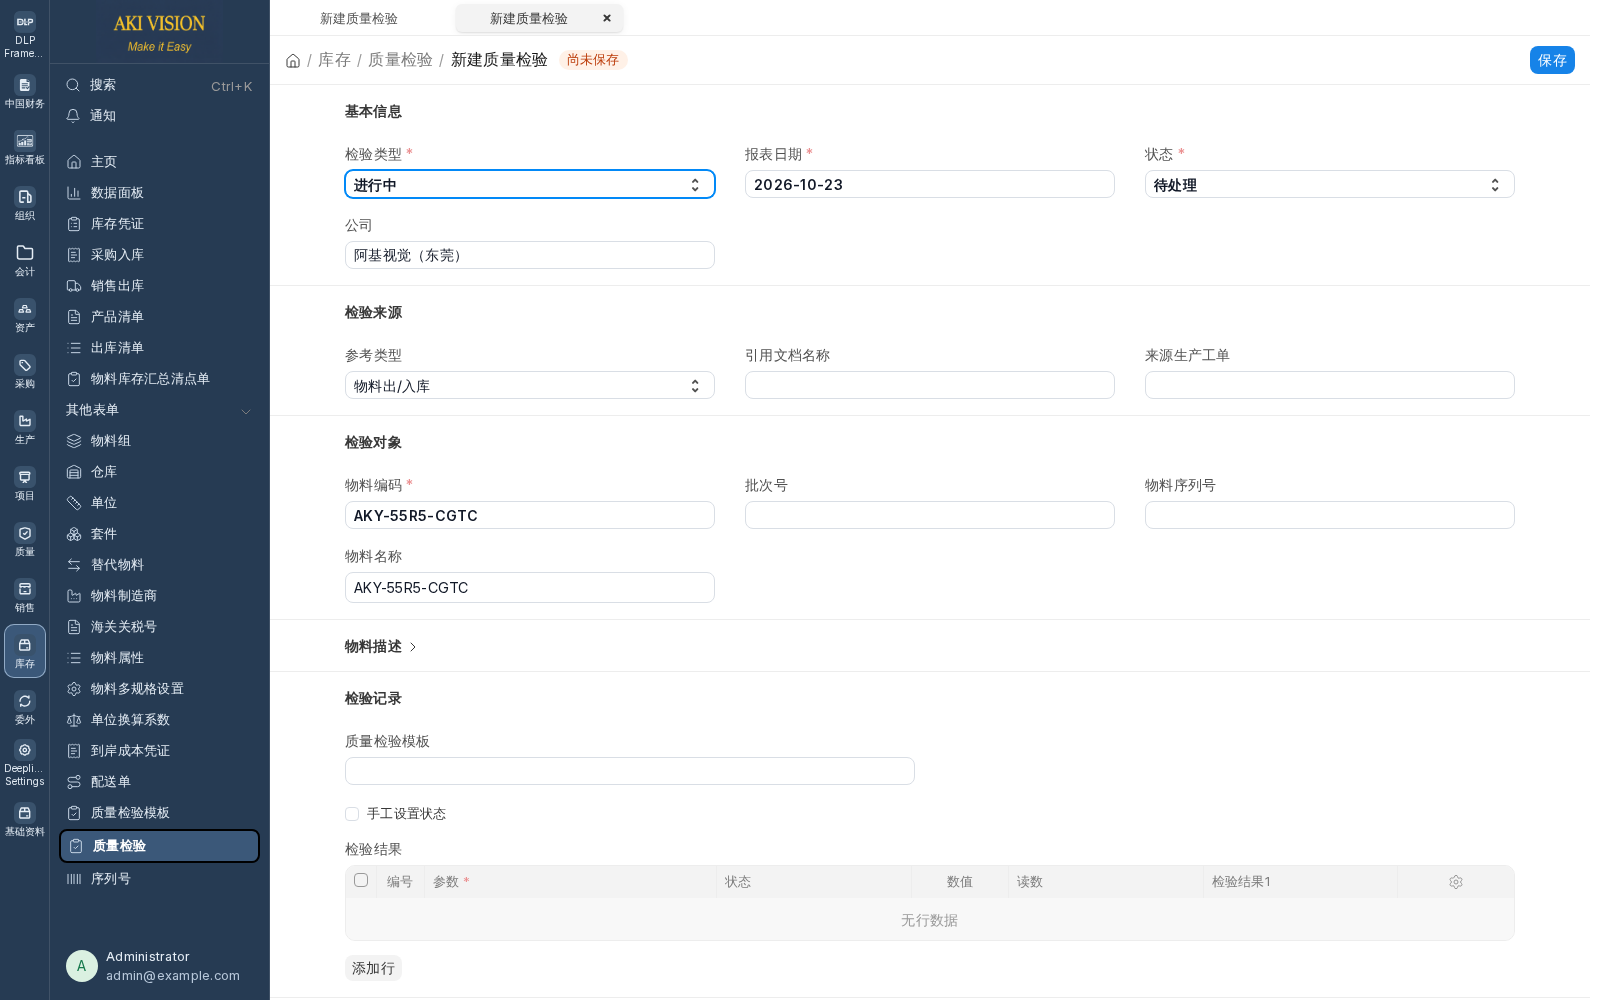 DLP
DLP
Frame...
中国财务
指标看板
组织
会计
资产
采购
生产
项目
质量
销售
库存
委外
Deepli...
Settings
基础资料
AKI VISION
Make it Easy
搜索 Ctrl+K
通知
主页
数据面板
库存凭证
采购入库
销售出库
产品清单
出库清单
物料库存汇总清点单
其他表单
物料组
仓库
单位
套件
替代物料
物料制造商
海关关税号
物料属性
物料多规格设置
单位换算系数
到岸成本凭证
配送单
质量检验模板
质量检验
序列号
A
Administrator
admin@example.com
新建质量检验 新建质量检验 ×
/ 库存 / 质量检验 / 新建质量检验 尚未保存 保存
基本信息
检验类型 * 报表日期 * 状态 *
进行中 2026-10-23 待处理
公司
阿基视觉（东莞）
检验来源
参考类型 引用文档名称 来源生产工单
物料出/入库
检验对象
物料编码 * 批次号 物料序列号
AKY-55R5-CGTC
物料名称
AKY-55R5-CGTC
物料描述
检验记录
质量检验模板
手工设置状态
检验结果
编号 参数 * 状态 数值 读数 检验结果1
无行数据
添加行